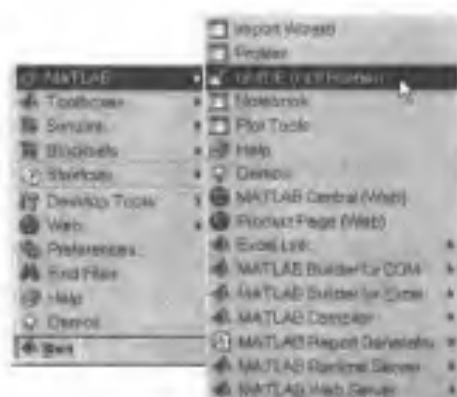 MATLAB
Toolboxes
Simulink
Blocksets
Shortcuts
Desktop Tools
Web
Preferences...
Find Files
Help
Demos
Start
Import Wizard
Profiler
GUIDE (GUI Builder)
Notebook
Plot Tools
Help
Demos
MATLAB Central (Web)
Product Page (Web)
Excel Link
MATLAB Builder for COM
MATLAB Builder for Excel
MATLAB Compiler
MATLAB Report Generator
MATLAB Runtime Server
MATLAB Web Server